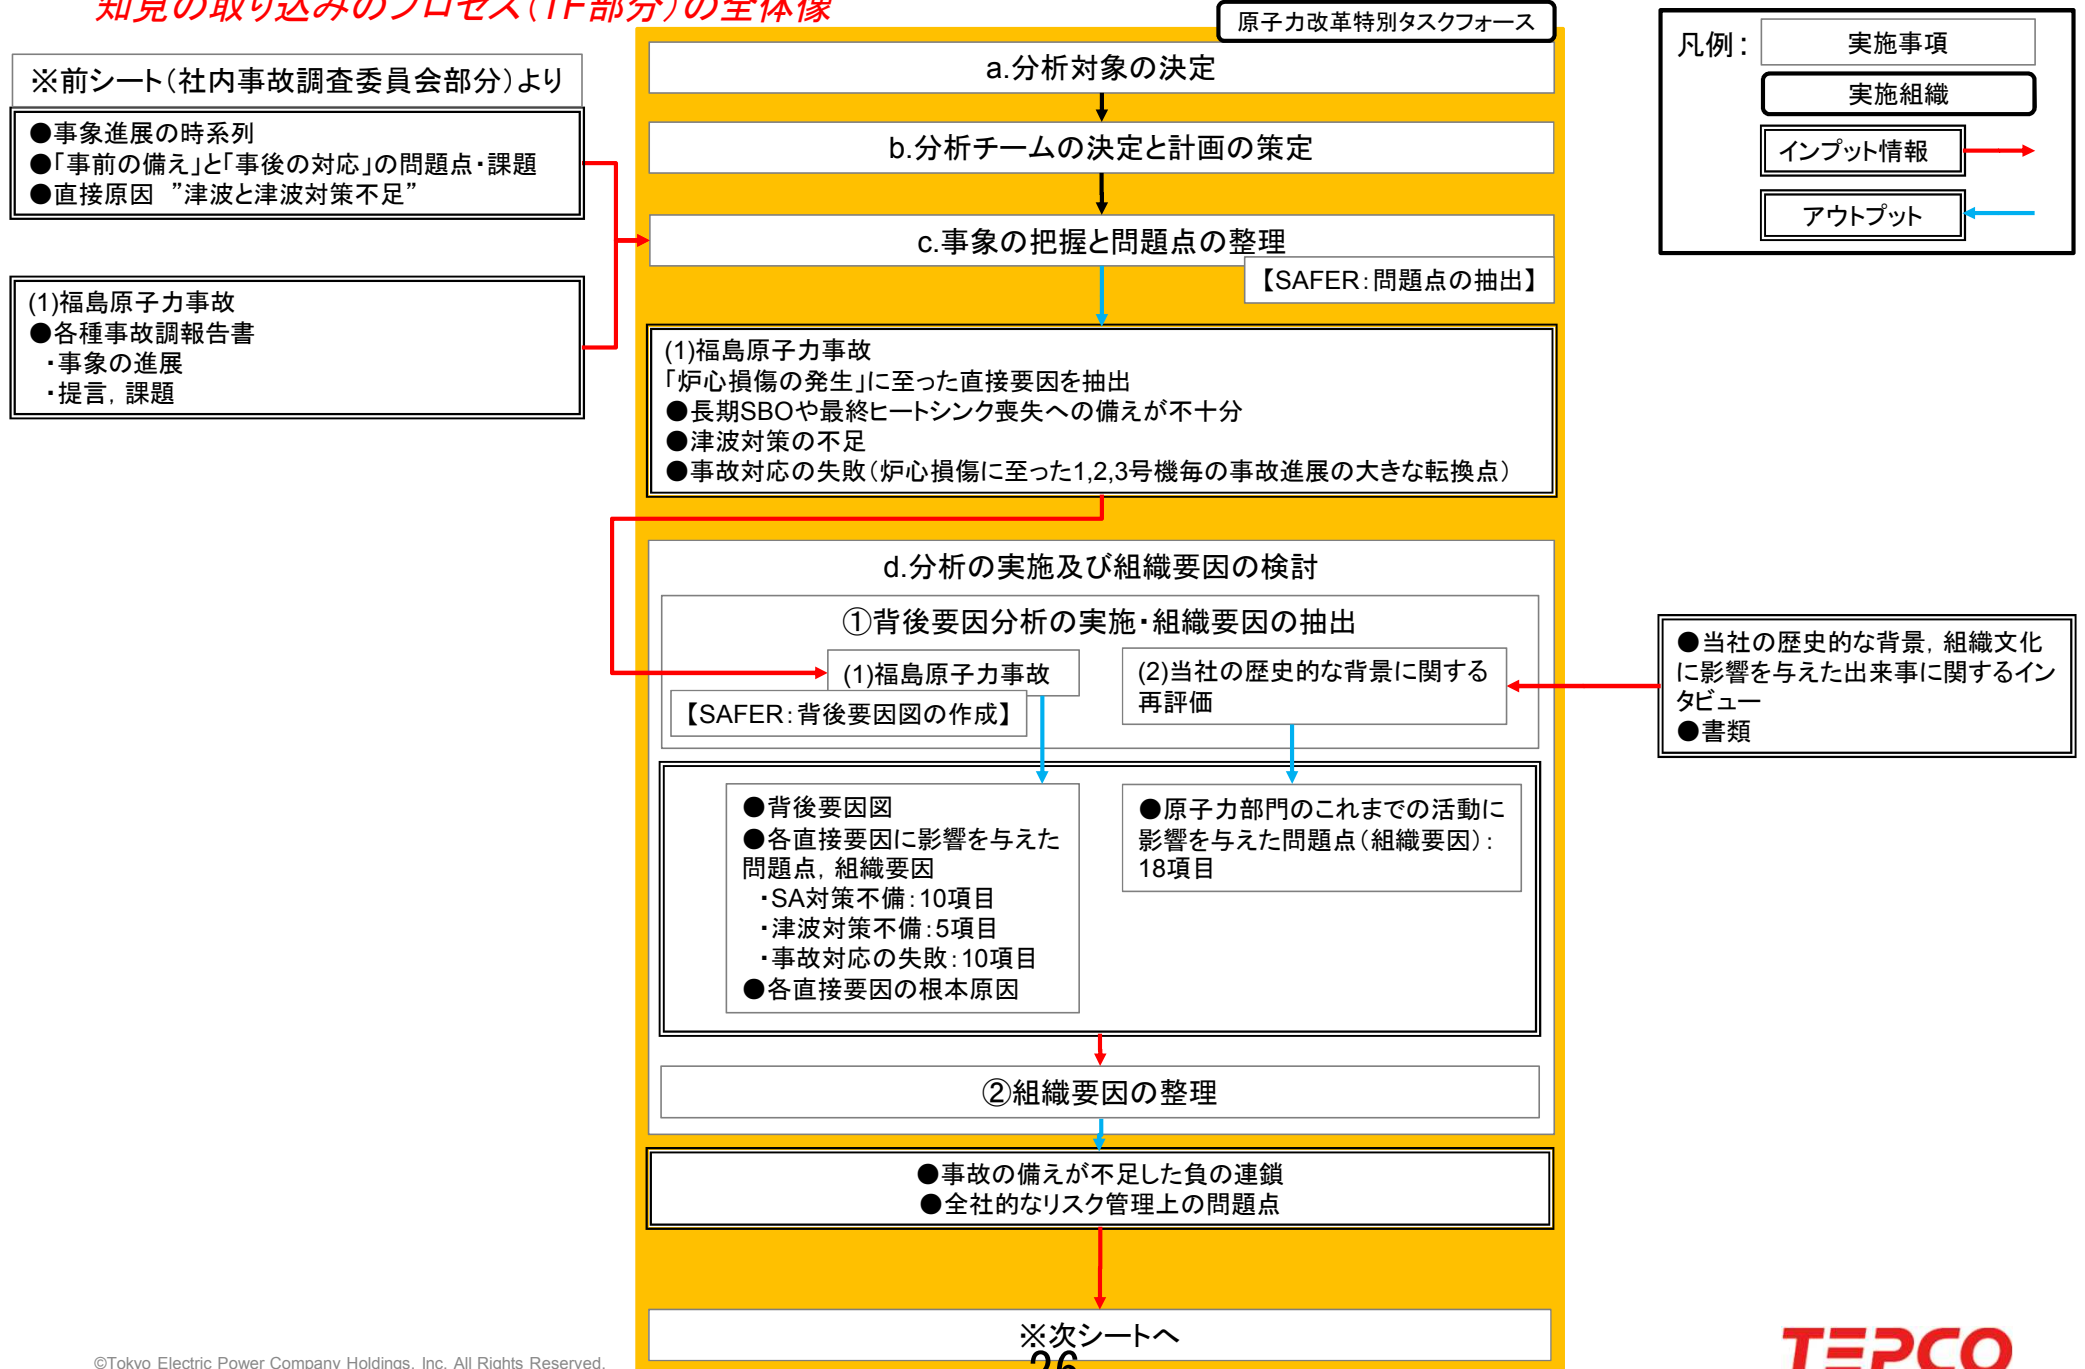 知見の取り込みのプロセス(TF部分)の全体像
原子力改革特別タスクフォース
※前シート(社内事故調査委員会部分)より
●事象進展の時系列
●「事前の備え」と「事後の対応」の問題点・課題
●直接原因 ”津波と津波対策不足”
(1)福島原子力事故
●各種事故調報告書
・事象の進展
・提言, 課題
a.分析対象の決定
b.分析チームの決定と計画の策定
c.事象の把握と問題点の整理
【SAFER:問題点の抽出】
(1)福島原子力事故
「炉心損傷の発生」に至った直接要因を抽出
●長期SBOや最終ヒートシンク喪失への備えが不十分
●津波対策の不足
●事故対応の失敗(炉心損傷に至った1,2,3号機毎の事故進展の大きな転換点)
d.分析の実施及び組織要因の検討
①背後要因分析の実施・組織要因の抽出
(1)福島原子力事故
【SAFER:背後要因図の作成】
(2)当社の歴史的な背景に関する
再評価
●背後要因図
●各直接要因に影響を与えた
問題点, 組織要因
・SA対策不備:10項目
・津波対策不備:5項目
・事故対応の失敗:10項目
●各直接要因の根本原因
●原子力部門のこれまでの活動に
影響を与えた問題点(組織要因):
18項目
②組織要因の整理
●事故の備えが不足した負の連鎖
●全社的なリスク管理上の問題点
※次シートへ
凡例:
実施事項
実施組織
インプット情報
アウトプット
●当社の歴史的な背景, 組織文化
に影響を与えた出来事に関するイン
タビュー
●書類
©Tokyo Electric Power Company Holdings, Inc. All Rights Reserved.
26
TEPCO